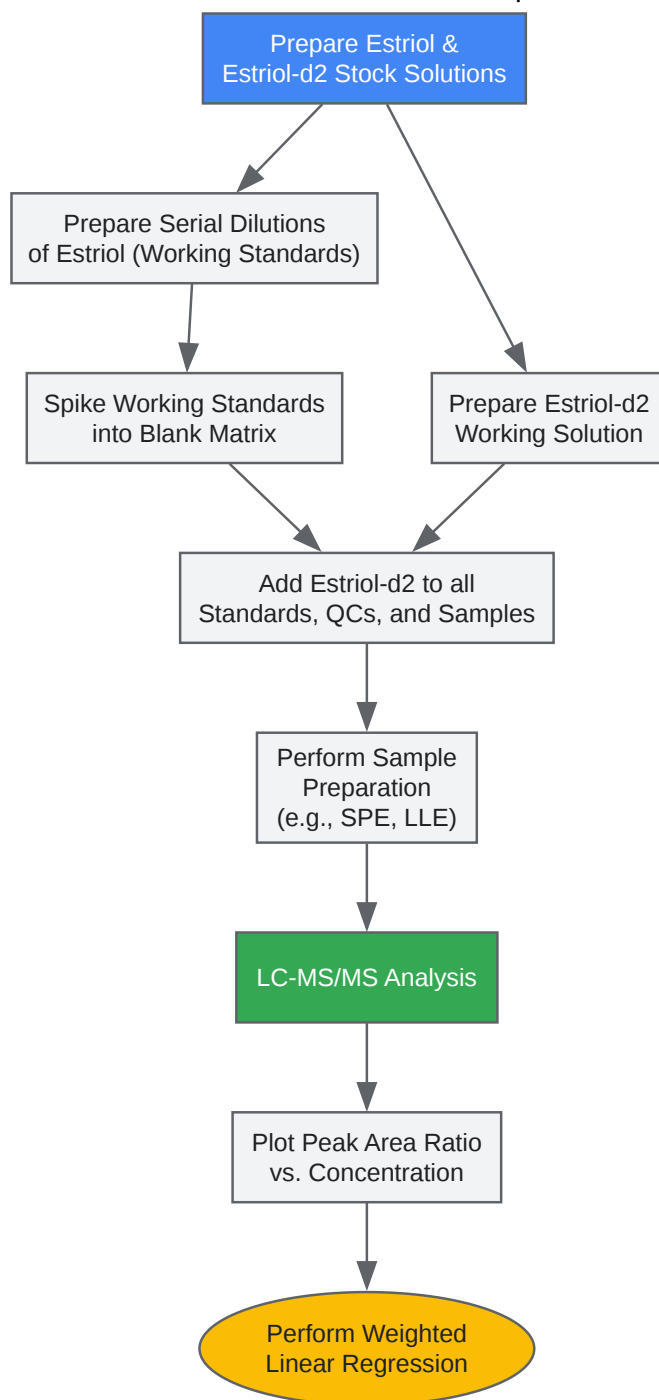 Prepare Estriol &
Estriol-d2 Stock Solutions
Prepare Serial Dilutions
of Estriol (Working Standards)
Spike Working Standards
into Blank Matrix
Prepare Estriol-d2
Working Solution
Add Estriol-d2 to all
Standards, QCs, and Samples
Perform Sample
Preparation
(e.g., SPE, LLE)
LC-MS/MS Analysis
Plot Peak Area Ratio
vs. Concentration
Perform Weighted
Linear Regression